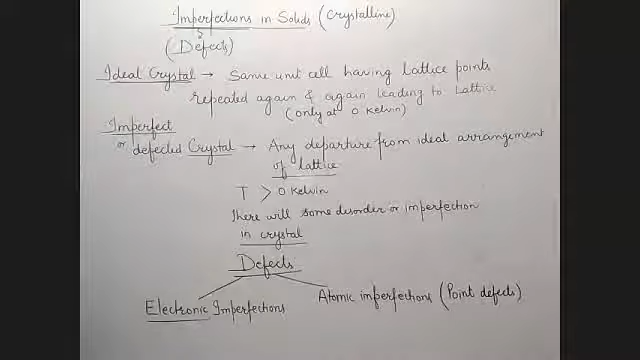 Imperfections in Solids (Crystalline)
(Defects)
Ideal Crystal → Same unit cell having lattice points
repeated again & again leading to Lattice
(only at 0 Kelvin)
Imperfect
or defected Crystal → Any departure from ideal arrangement
of lattice
T > 0 Kelvin
There will some disorder or imperfection
in crystal
Defects
Electronic Imperfections
Atomic imperfections (Point defects)